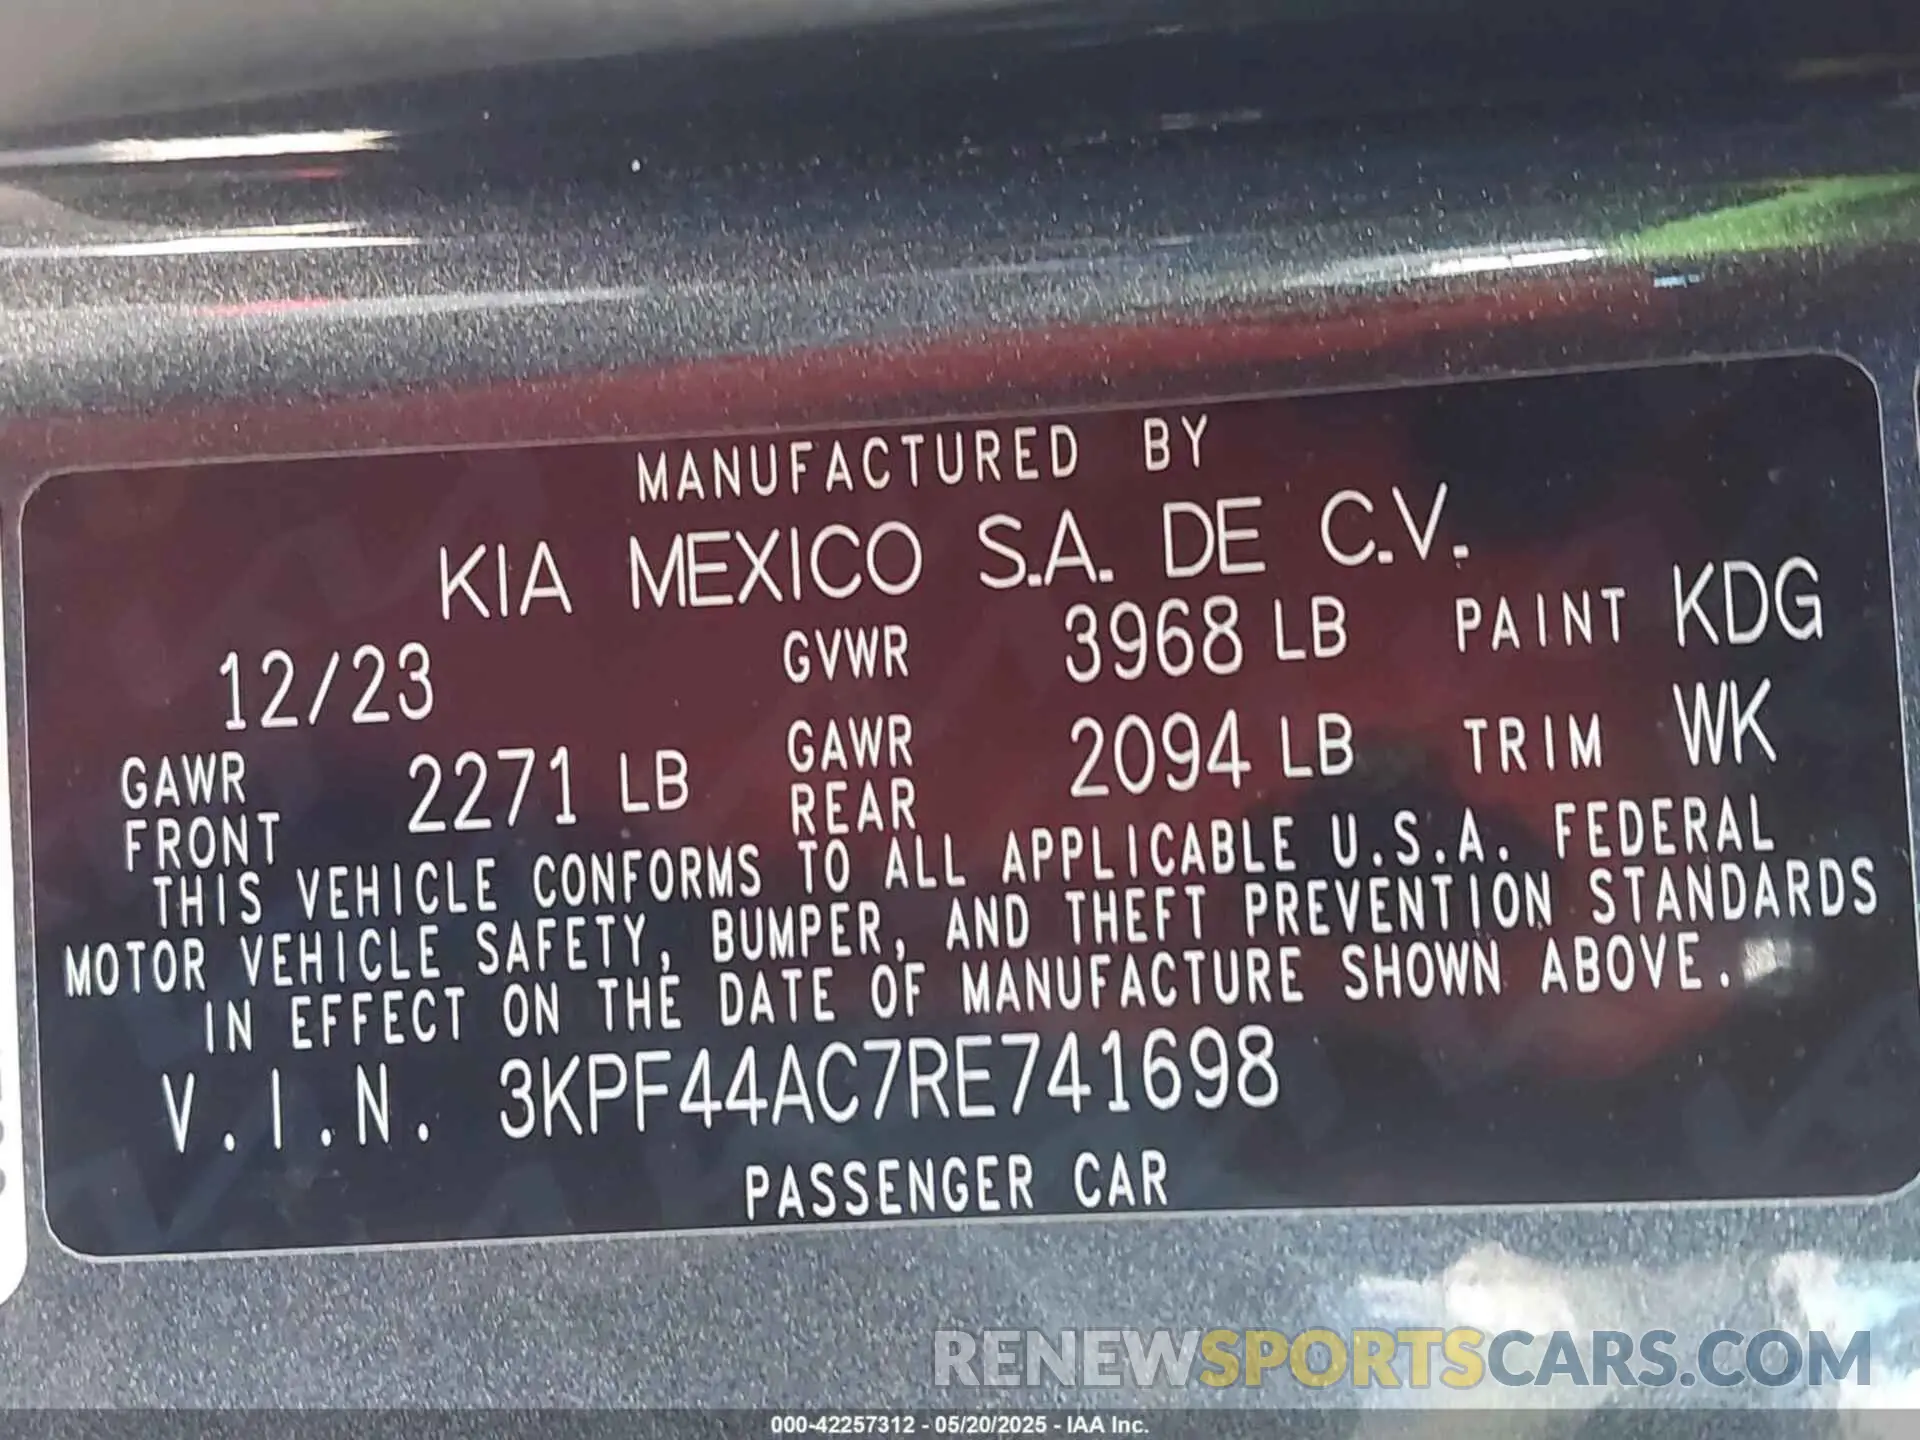 MANUFACTURED BY
KIA MEXICO S.A. DE C.V.
12/23 GVWR 3968 LB PAINT KDG
GAWR FRONT 2271 LB GAWR REAR 2094 LB TRIM WK
THIS VEHICLE CONFORMS TO ALL APPLICABLE U.S.A. FEDERAL
MOTOR VEHICLE SAFETY, BUMPER, AND THEFT PREVENTION STANDARDS
IN EFFECT ON THE DATE OF MANUFACTURE SHOWN ABOVE.
V.I.N. 3KPF44AC7RE741698
PASSENGER CAR
RENEWSPORTSCARS.COM
000-42257312 - 05/20/2025 - IAA Inc.